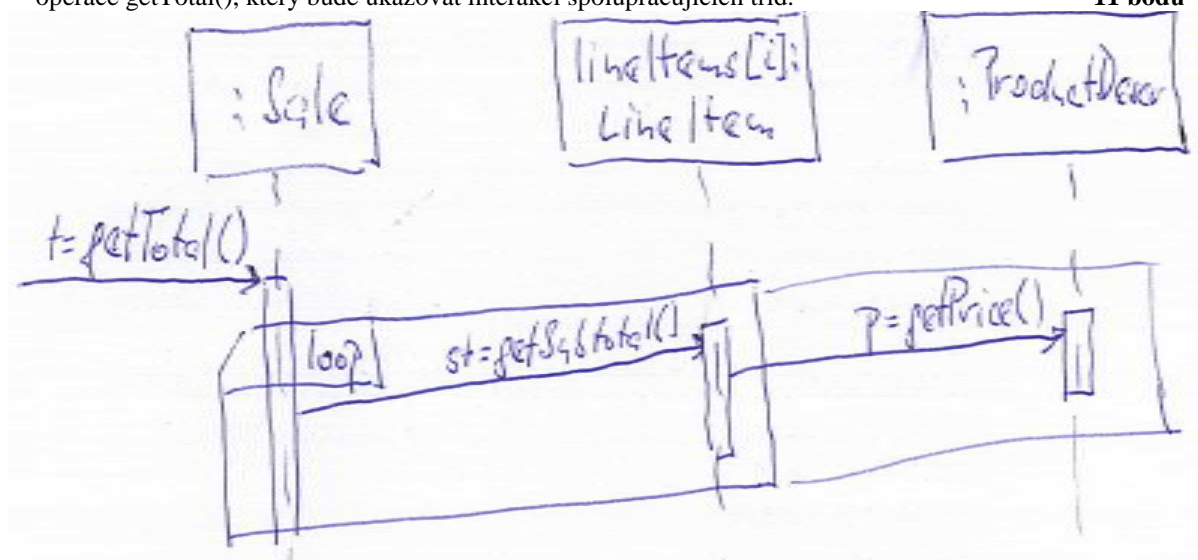 operace getTotal(), který bude ukazovat interakci spolupracujících tříd. 11 bodů
:Sale
lineItems[i]:
LineItem
:ProductDescr
t=getTotal()
loop
st=getSubtotal()
p=getPrice()